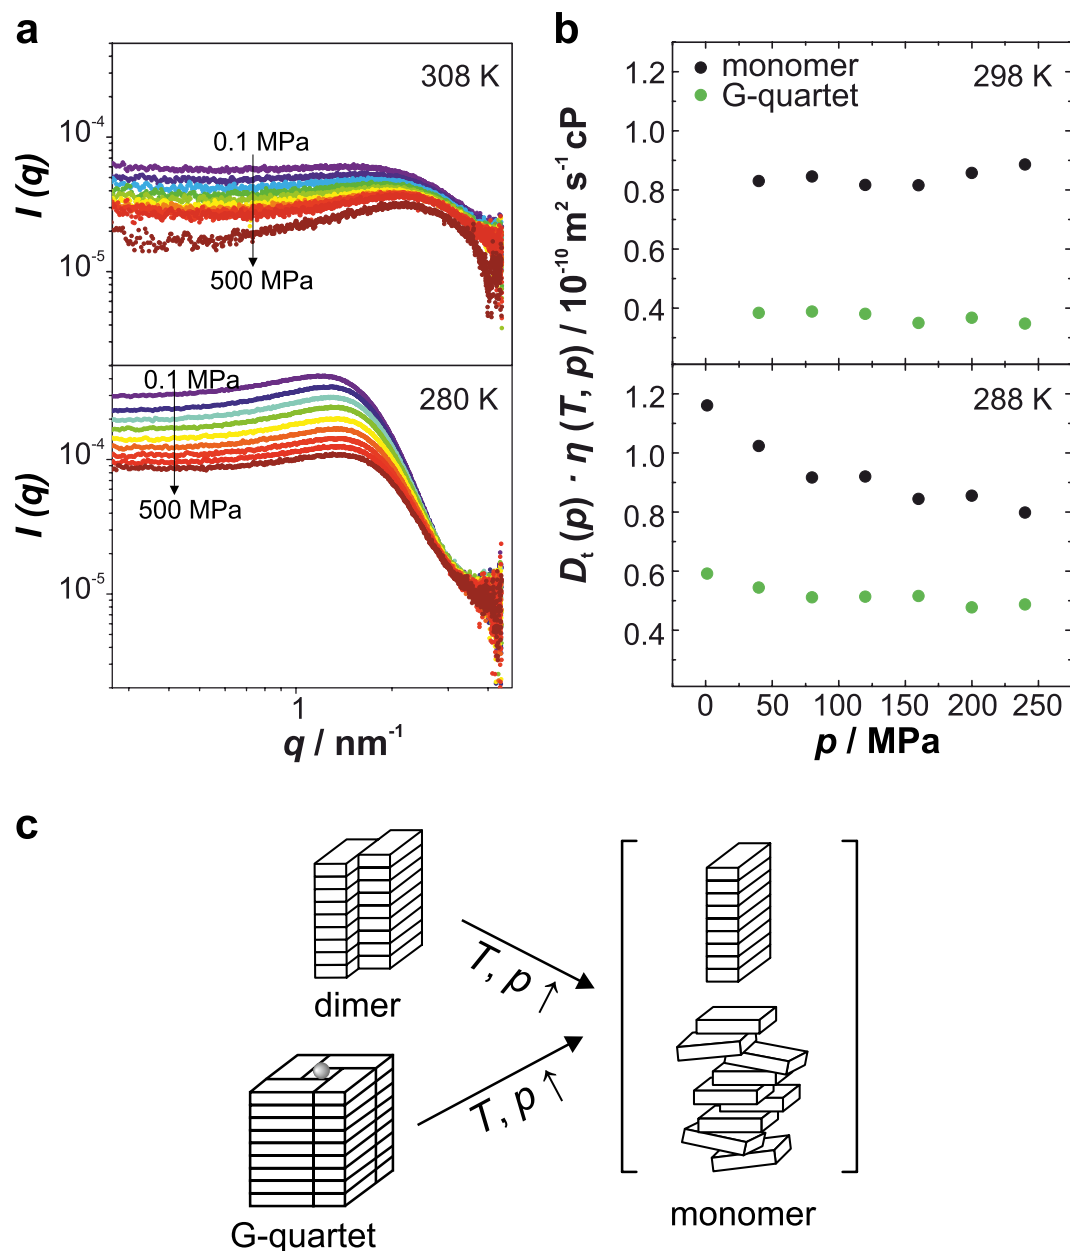 a
308 K
10⁻⁴
0.1 MPa
I (q)
10⁻⁵
500 MPa
0.1 MPa
280 K
10⁻⁴
500 MPa
I (q)
10⁻⁵
1
q / nm⁻¹
b
monomer
G-quartet
298 K
1.2
1.0
0.8
0.6
0.4
288 K
1.2
1.0
0.8
0.6
0.4
Dₜ (p) · η (T, p) / 10⁻¹⁰ m² s⁻¹ cP
0 50 100 150 200 250
p / MPa
c
dimer
T, p ↑
T, p ↑
G-quartet
monomer